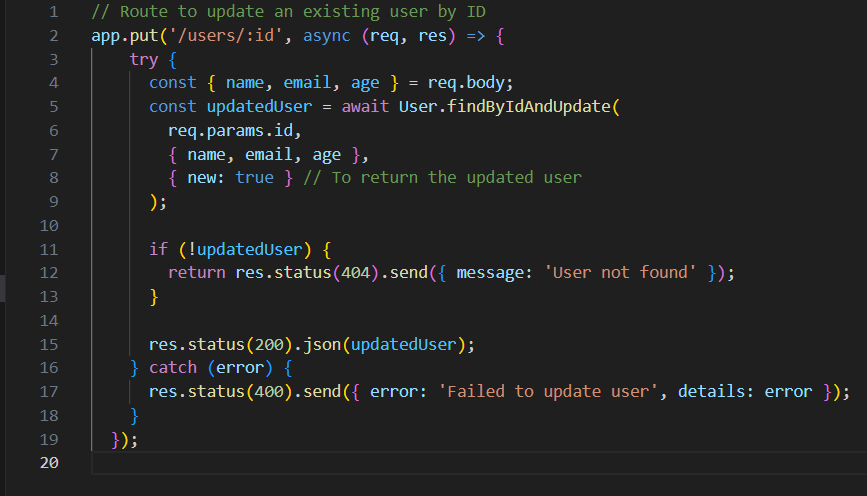 1 // Route to update an existing user by ID
2 app.put('/users/:id', async (req, res) => {
3 try {
4 const { name, email, age } = req.body;
5 const updatedUser = await User.findByIdAndUpdate(
6 req.params.id,
7 { name, email, age },
8 { new: true } // To return the updated user
9 );
10
11 if (!updatedUser) {
12 return res.status(404).send({ message: 'User not found' });
13 }
14
15 res.status(200).json(updatedUser);
16 } catch (error) {
17 res.status(400).send({ error: 'Failed to update user', details: error });
18 }
19 });
20